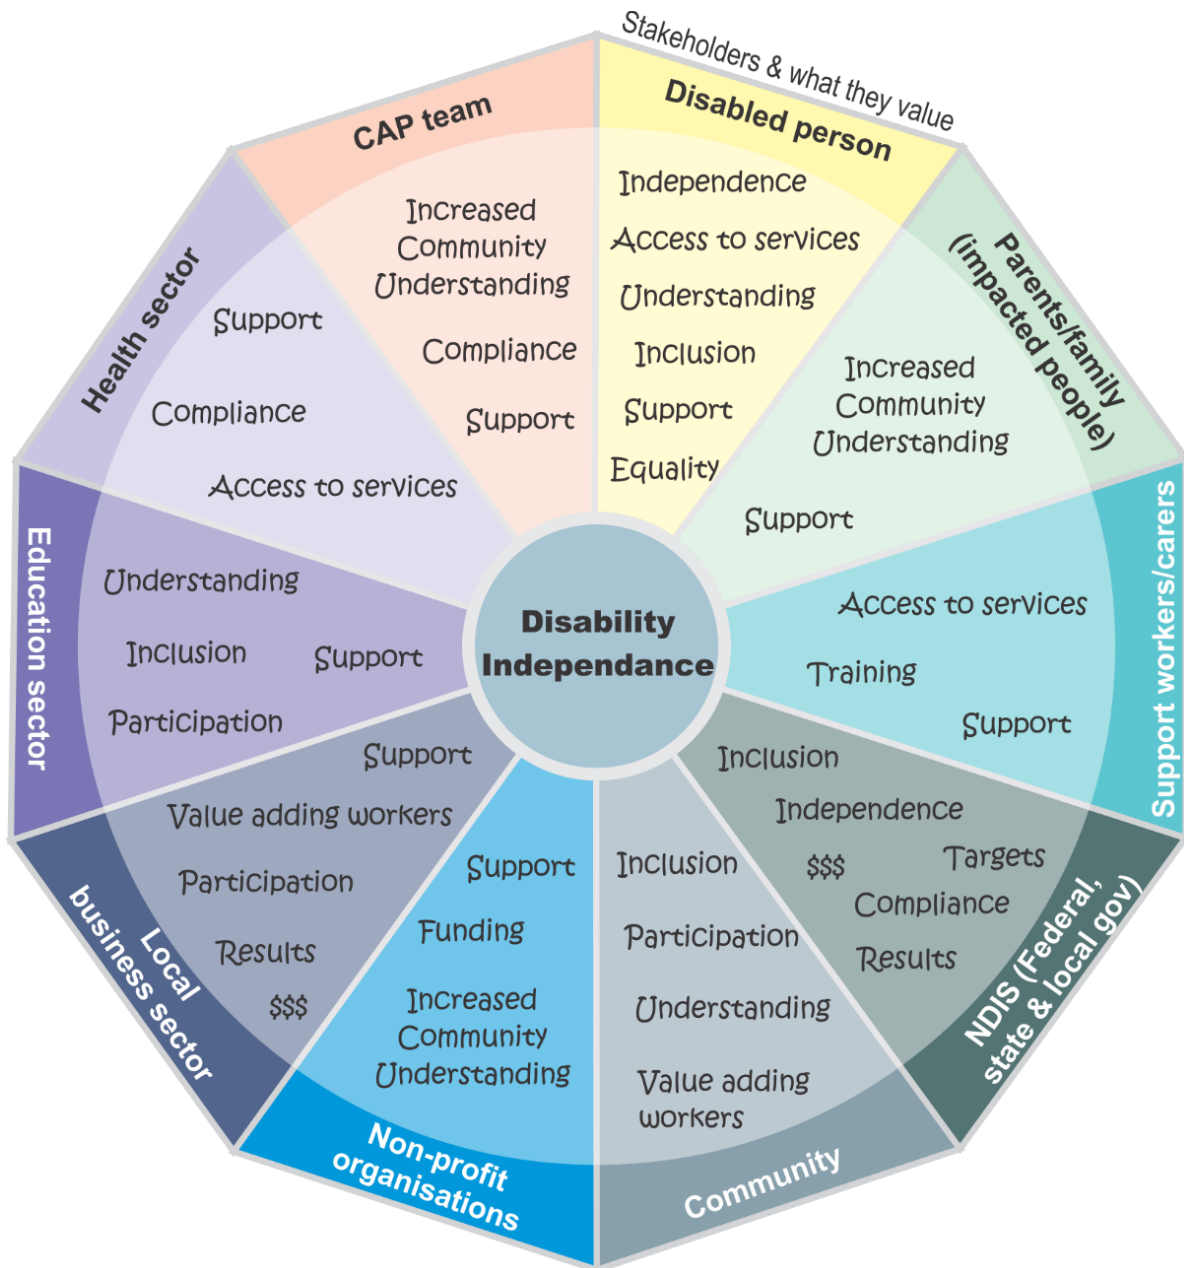 Stakeholders & what they value
Disabled person
Independence
Access to services
Understanding
Inclusion
Support
Equality
Parents/family
(impacted people)
Increased
Community
Understanding
Support
Support workers/carers
Access to services
Training
Support
NDIS (Federal,
state & local gov)
Inclusion
Independence
$$$
Targets
Compliance
Results
Community
Inclusion
Participation
Understanding
Value adding
workers
Non-profit
organisations
Support
Funding
Increased
Community
Understanding
Local
business sector
Support
Value adding workers
Participation
Results
$$$
Education sector
Understanding
Inclusion
Support
Participation
Health sector
Support
Compliance
Access to services
CAP team
Increased
Community
Understanding
Compliance
Support
Disability
Independance